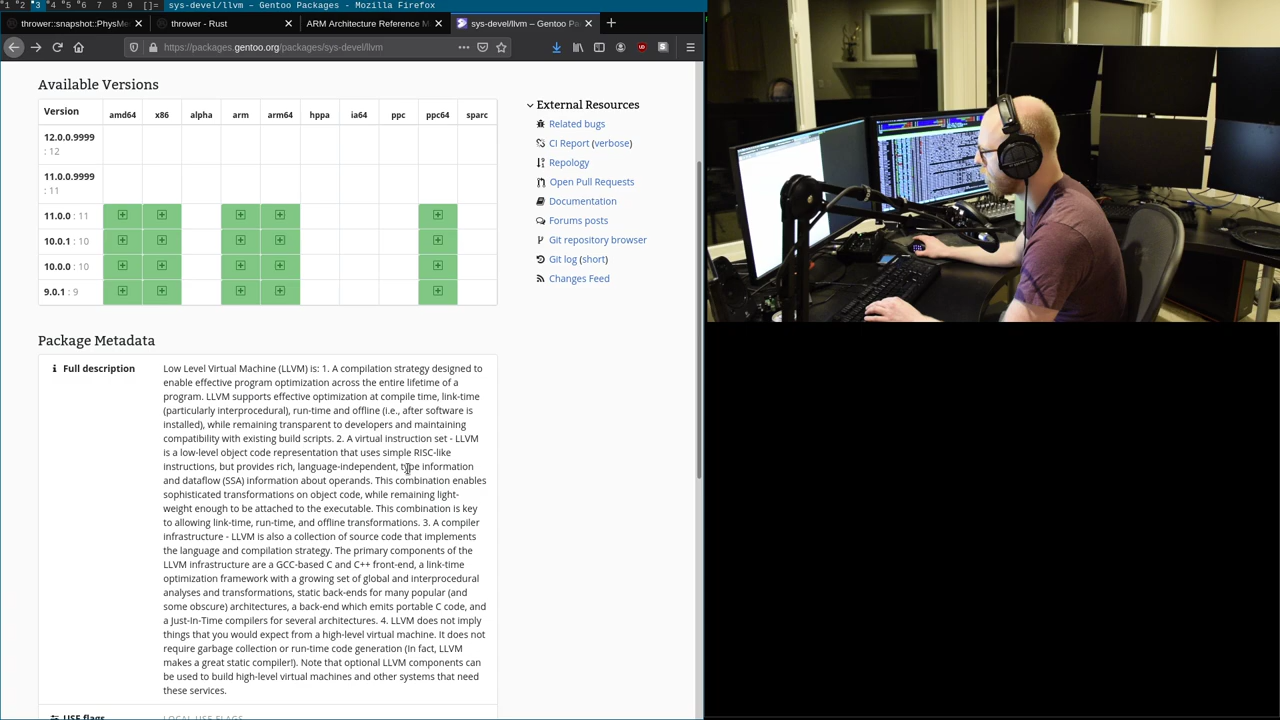 1 2 3 4 5 6 7 8 9 []= sys-devel/llvm – Gentoo Packages - Mozilla Firefox
thrower::snapshot::PhysMe
thrower - Rust
ARM Architecture Reference M
sys-devel/llvm – Gentoo Pa
https://packages.gentoo.org/packages/sys-devel/llvm
Available Versions
Version amd64 x86 alpha arm arm64 hppa ia64 ppc ppc64 sparc
12.0.0.9999
: 12
11.0.0.9999
: 11
11.0.0 : 11
10.0.1 : 10
10.0.0 : 10
9.0.1 : 9
External Resources
Related bugs
CI Report (verbose)
Repology
Open Pull Requests
Documentation
Forums posts
Git repository browser
Git log (short)
Changes Feed
Package Metadata
Full description
Low Level Virtual Machine (LLVM) is: 1. A compilation strategy designed to
enable effective program optimization across the entire lifetime of a
program. LLVM supports effective optimization at compile time, link-time
(particularly interprocedural), run-time and offline (i.e., after software is
installed), while remaining transparent to developers and maintaining
compatibility with existing build scripts. 2. A virtual instruction set - LLVM
is a low-level object code representation that uses simple RISC-like
instructions, but provides rich, language-independent, type information
and dataflow (SSA) information about operands. This combination enables
sophisticated transformations on object code, while remaining light-
weight enough to be attached to the executable. This combination is key
to allowing link-time, run-time, and offline transformations. 3. A compiler
infrastructure - LLVM is also a collection of source code that implements
the language and compilation strategy. The primary components of the
LLVM infrastructure are a GCC-based C and C++ front-end, a link-time
optimization framework with a growing set of global and interprocedural
analyses and transformations, static back-ends for many popular (and
some obscure) architectures, a back-end which emits portable C code, and
a Just-In-Time compilers for several architectures. 4. LLVM does not imply
things that you would expect from a high-level virtual machine. It does not
require garbage collection or run-time code generation (In fact, LLVM
makes a great static compiler!). Note that optional LLVM components can
be used to build high-level virtual machines and other systems that need
these services.
USE flags
LOCAL USE FLAGS